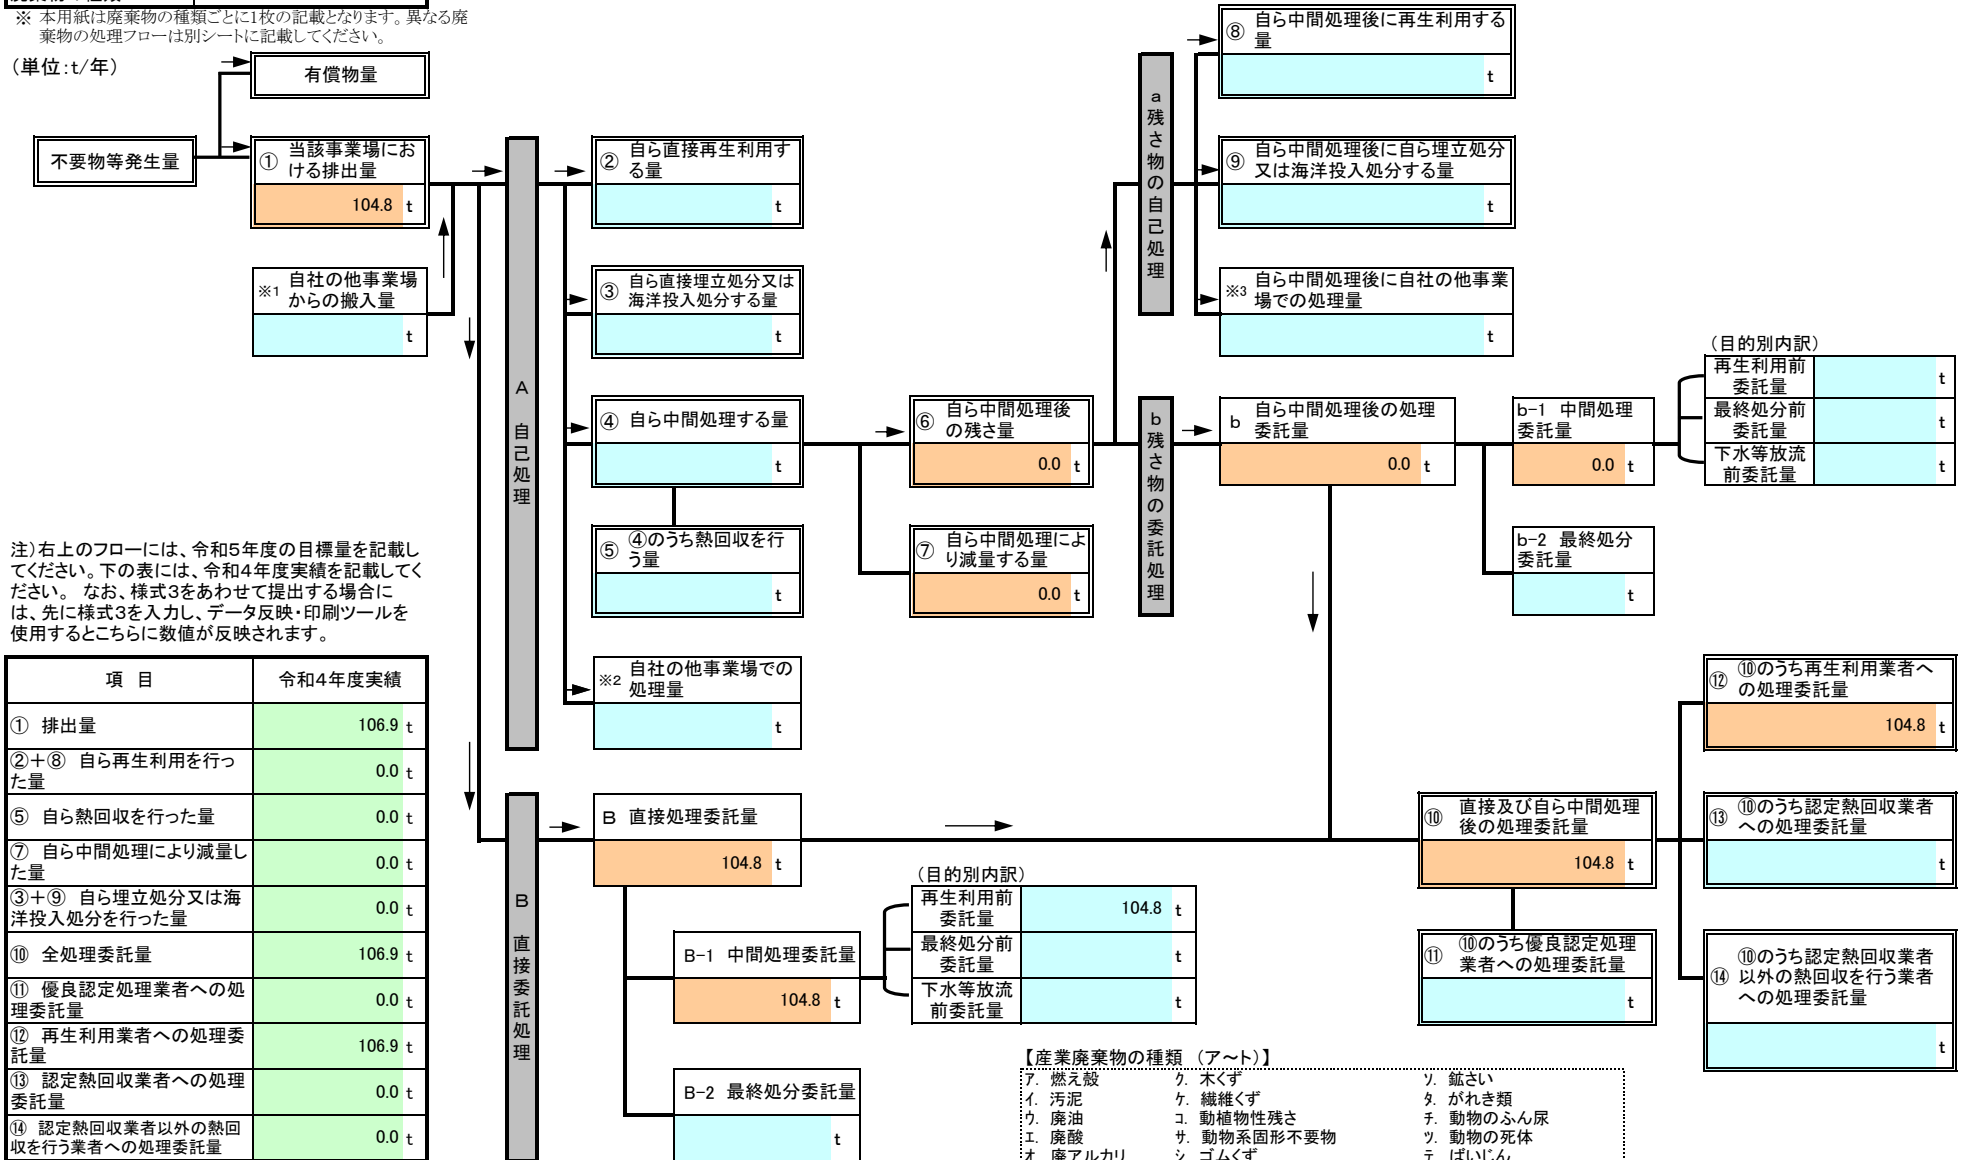 ※ 本用紙は廃棄物の種類ごとに1枚の記載となります。異なる廃
棄物の処理フローは別シートに記載してください。
（単位:t/年）
有償物量
不要物等発生量
① 当該事業場にお
ける排出量
104.8 t
※1 自社の他事業場
からの搬入量
t
A 自己処理
② 自ら直接再生利用す
る量
t
③ 自ら直接埋立処分又は
海洋投入処分する量
t
④ 自ら中間処理する量
t
⑤ ④のうち熱回収を行
う量
t
※2 自社の他事業場での
処理量
t
⑥ 自ら中間処理後
の残さ量
0.0 t
⑦ 自ら中間処理によ
り減量する量
0.0 t
a 残さ物の自己処理
⑧ 自ら中間処理後に再生利用する
量
t
⑨ 自ら中間処理後に自ら埋立処分
又は海洋投入処分する量
t
※3 自ら中間処理後に自社の他事業
場での処理量
t
b 残さ物の委託処理
b 自ら中間処理後の処理
委託量
0.0 t
b-1 中間処理
委託量
0.0 t
b-2 最終処分
委託量
t
（目的別内訳）
再生利用前
委託量
t
最終処分前
委託量
t
下水等放流
前委託量
t
注）右上のフローには、令和5年度の目標量を記載し
てください。下の表には、令和4年度実績を記載してく
ださい。 なお、様式3をあわせて提出する場合に
は、先に様式3を入力し、データ反映・印刷ツールを
使用するとこちらに数値が反映されます。
項 目 令和4年度実績
① 排出量 106.9 t
②＋⑧ 自ら再生利用を行っ
た量 0.0 t
⑤ 自ら熱回収を行った量 0.0 t
⑦ 自ら中間処理により減量し
た量 0.0 t
③＋⑨ 自ら埋立処分又は海
洋投入処分を行った量 0.0 t
⑩ 全処理委託量 106.9 t
⑪ 優良認定処理業者への処
理委託量 0.0 t
⑫ 再生利用業者への処理委
託量 106.9 t
⑬ 認定熱回収業者への処理
委託量 0.0 t
⑭ 認定熱回収業者以外の熱回
収を行う業者への処理委託量 0.0 t
B 直接委託処理
B 直接処理委託量
104.8 t
B-1 中間処理委託量
104.8 t
B-2 最終処分委託量
t
（目的別内訳）
再生利用前
委託量
104.8 t
最終処分前
委託量
t
下水等放流
前委託量
t
⑩ 直接及び自ら中間処理
後の処理委託量
104.8 t
⑪ ⑩のうち優良認定処理
業者への処理委託量
t
⑫ ⑩のうち再生利用業者へ
の処理委託量
104.8 t
⑬ ⑩のうち認定熱回収業者
への処理委託量
t
⑭ ⑩のうち認定熱回収業者
以外の熱回収を行う業者
への処理委託量
t
【産業廃棄物の種類 （ア〜ト）】
ア. 燃え殻 ク. 木くず ソ. 鉱さい
イ. 汚泥 ケ. 繊維くず タ. がれき類
ウ. 廃油 コ. 動植物性残さ チ. 動物のふん尿
エ. 廃酸 サ. 動物系固形不要物 ツ. 動物の死体
オ. 廃アルカリ シ. ゴムくず テ. ばいじん